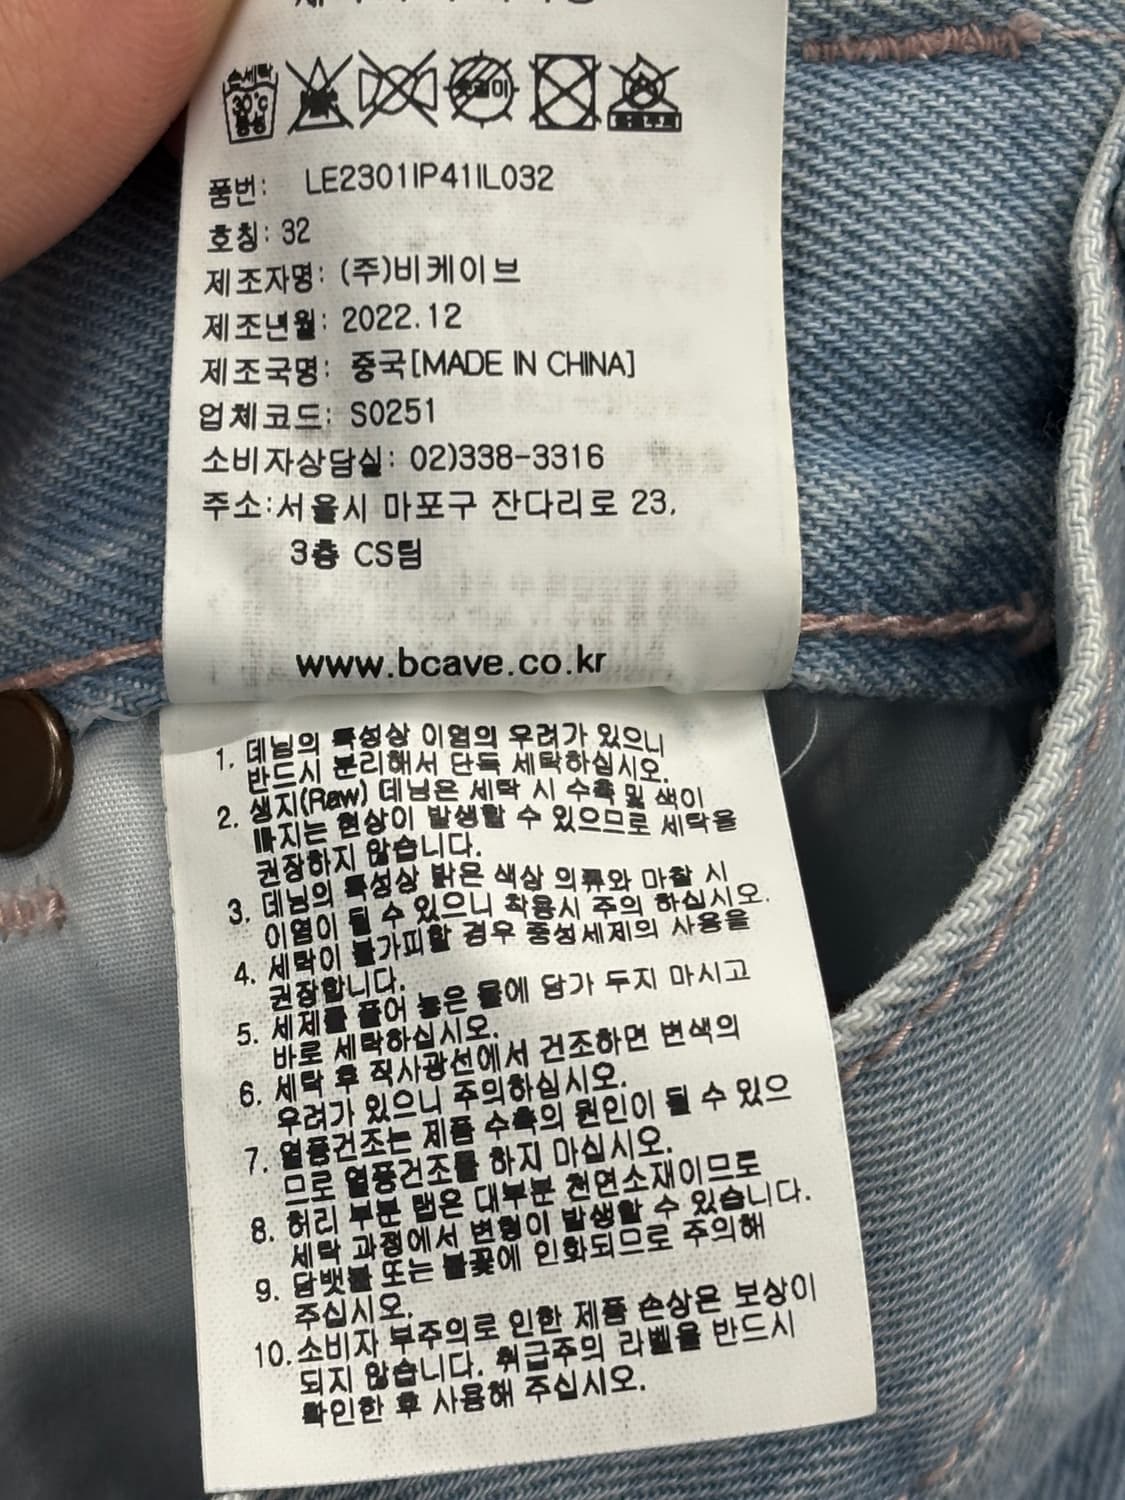 손세탁
30℃
중성
옷걸이
품번: LE2301IP41IL032
호칭: 32
제조자명: (주)비케이브
제조년월: 2022.12
제조국명: 중국[MADE IN CHINA]
업체코드: S0251
소비자상담실: 02)338-3316
주소:서울시 마포구 잔다리로 23,
3층 CS팀
www.bcave.co.kr
1. 데님의 특성상 이염의 우려가 있으니
반드시 분리해서 단독 세탁하십시오.
2. 생지(Raw) 데님은 세탁 시 수축 및 색이
빠지는 현상이 발생할 수 있으므로 세탁을
권장하지 않습니다.
3. 데님의 특성상 밝은 색상 의류와 마찰 시
이염이 될 수 있으니 착용시 주의 하십시오.
4. 세탁이 불가피할 경우 중성세제의 사용을
권장합니다.
5. 세제를 풀어 놓은 물에 담가 두지 마시고
바로 세탁하십시오.
6. 세탁 후 직사광선에서 건조하면 변색의
우려가 있으니 주의하십시오.
7. 열풍건조는 제품 수축의 원인이 될 수 있으
므로 열풍건조를 하지 마십시오.
8. 허리 부분 탭은 대부분 천연소재이므로
세탁 과정에서 변형이 발생할 수 있습니다.
9. 담뱃불 또는 불꽃에 인화되므로 주의해
주십시오.
10.소비자 부주의로 인한 제품 손상은 보상이
되지 않습니다. 취급주의 라벨을 반드시
확인한 후 사용해 주십시오.